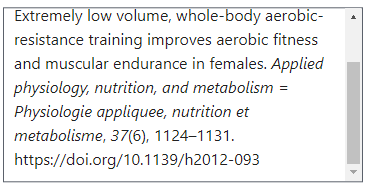 Extremely low volume, whole-body aerobic-
resistance training improves aerobic fitness
and muscular endurance in females. Applied
physiology, nutrition, and metabolism =
Physiologie appliquee, nutrition et
metabolisme, 37(6), 1124–1131.
https://doi.org/10.1139/h2012-093